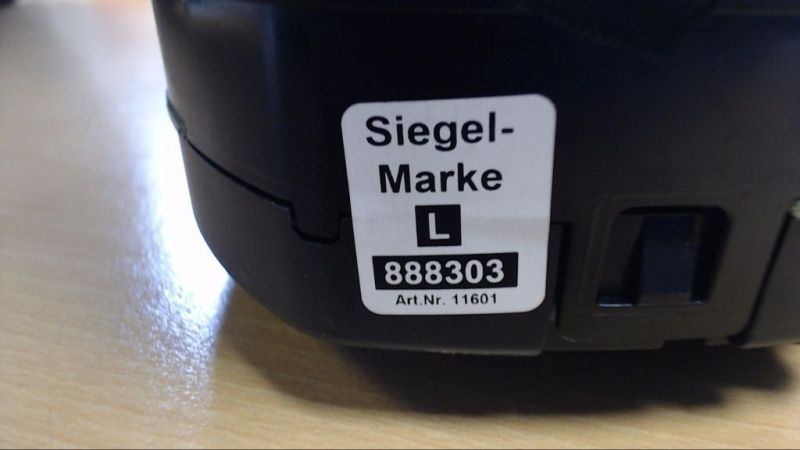 Siegel-
Marke
L
888303
Art.Nr. 11601